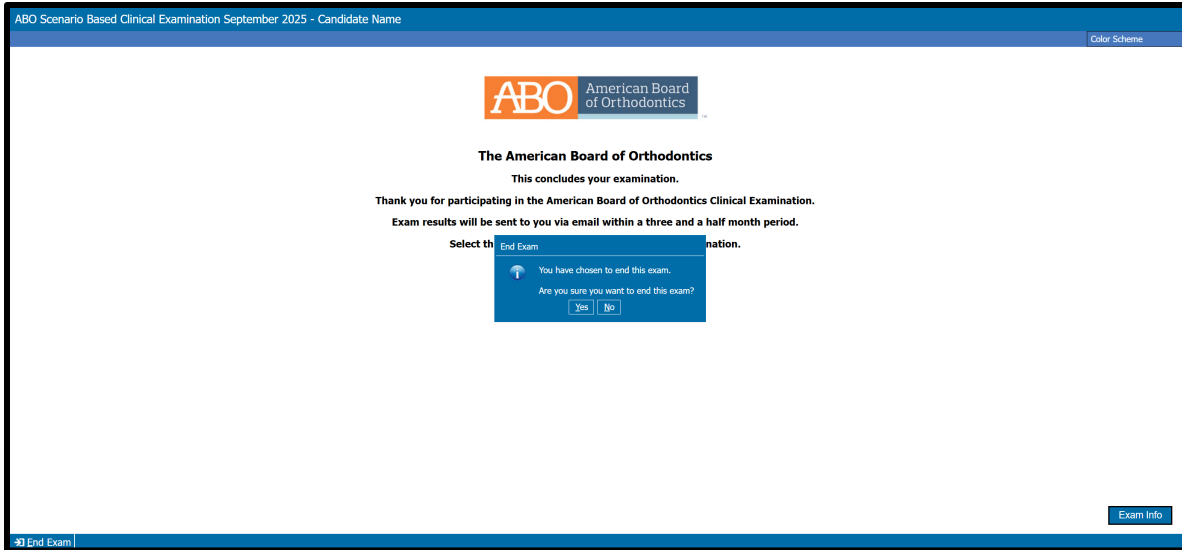 ABO Scenario Based Clinical Examination September 2025 - Candidate Name
Color Scheme
ABO American Board
of Orthodontics
The American Board of Orthodontics
This concludes your examination.
Thank you for participating in the American Board of Orthodontics Clinical Examination.
Exam results will be sent to you via email within a three and a half month period.
Select th nation.
End Exam
You have chosen to end this exam.
Are you sure you want to end this exam?
Yes No
Exam Info
End Exam